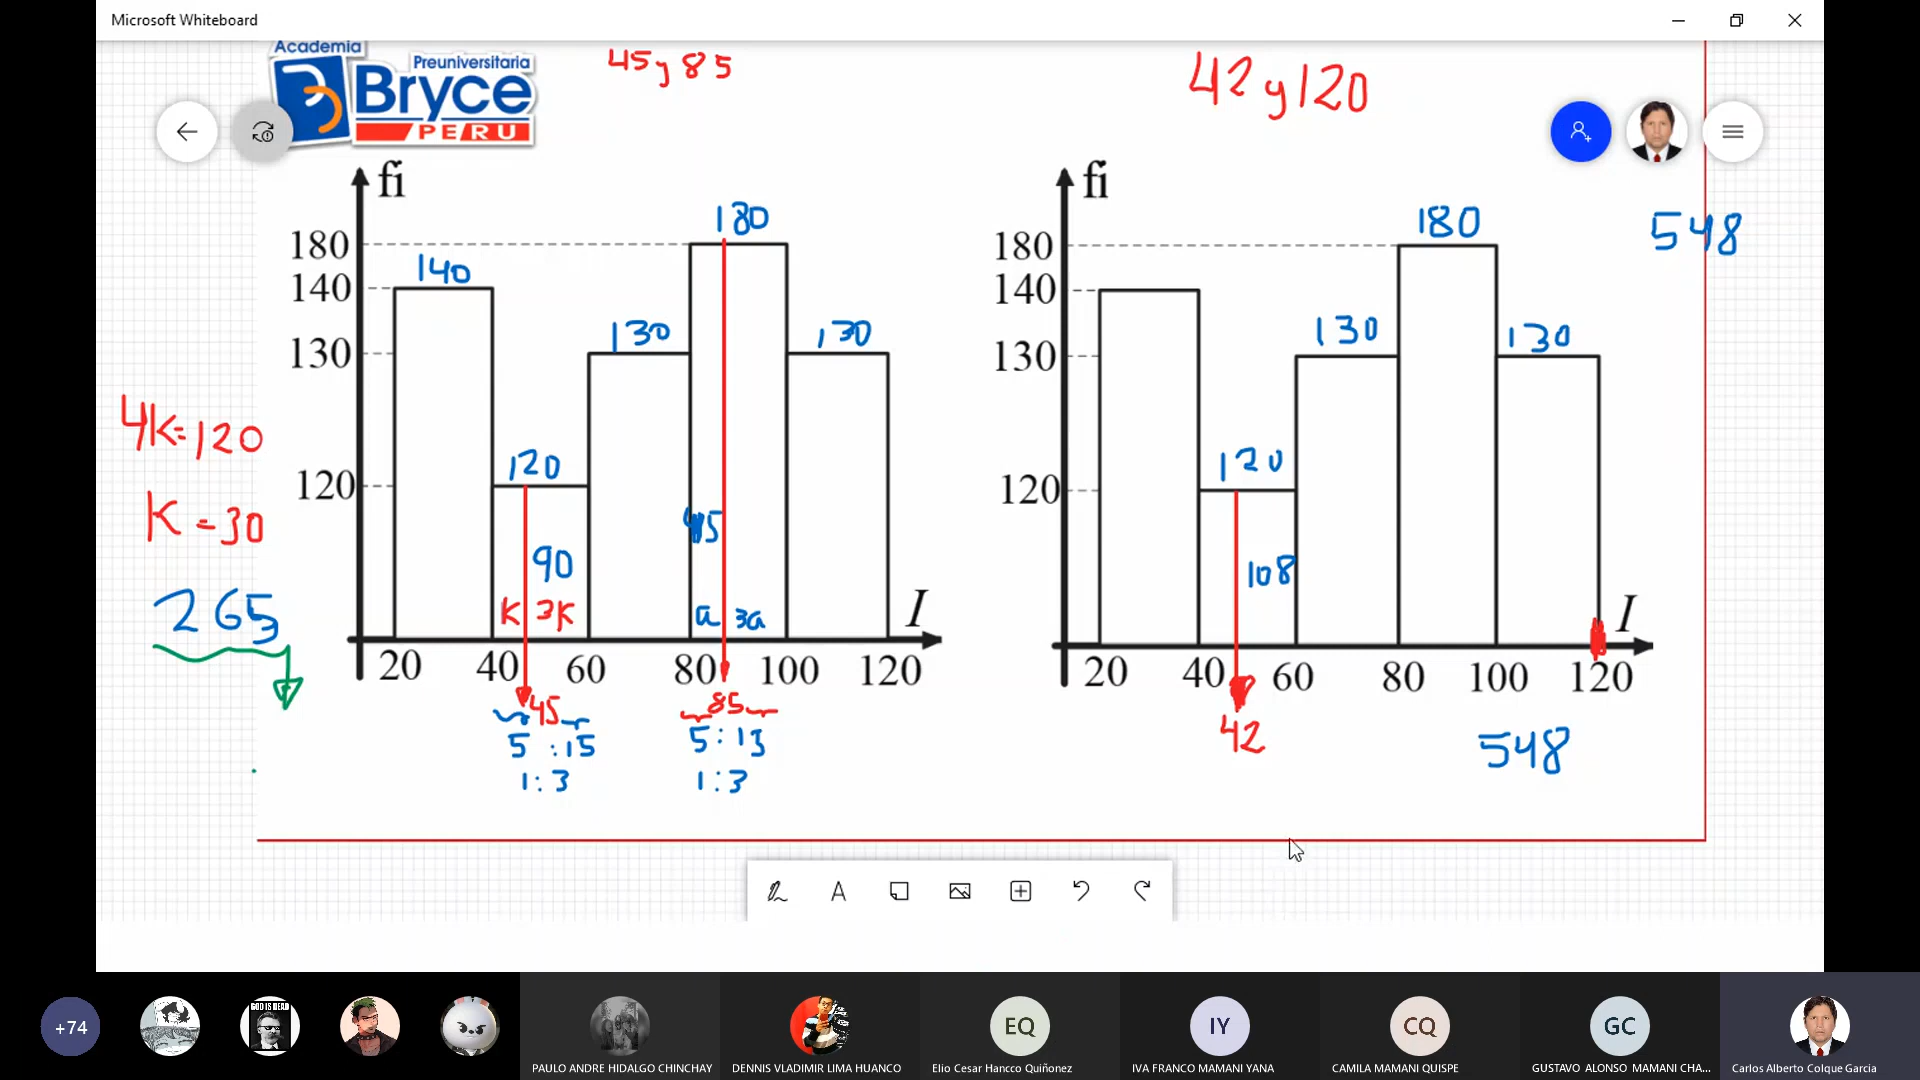 Microsoft Whiteboard
Academia
Preuniversitaria
Bryce
PERU
45 y 85
42 y 120
fi
180
140
130
120
140
120
130
180
130
90
K 3K
45
a 3a
I
20 40 60 80 100 120
45
5 : 15
1 : 3
85
5 : 13
1 : 3
4K=120
K = 30
265
fi
180
140
130
120
120
130
180
130
108
I
20 40 60 80 100 120
42
548
548
+74
GOD IS DEAD
PAULO ANDRE HIDALGO CHINCHAY
DENNIS VLADIMIR LIMA HUANCO
EQ
Elio Cesar Hancco Quiñonez
IY
IVA FRANCO MAMANI YANA
CQ
CAMILA MAMANI QUISPE
GC
GUSTAVO ALONSO MAMANI CHA...
Carlos Alberto Colque Garcia